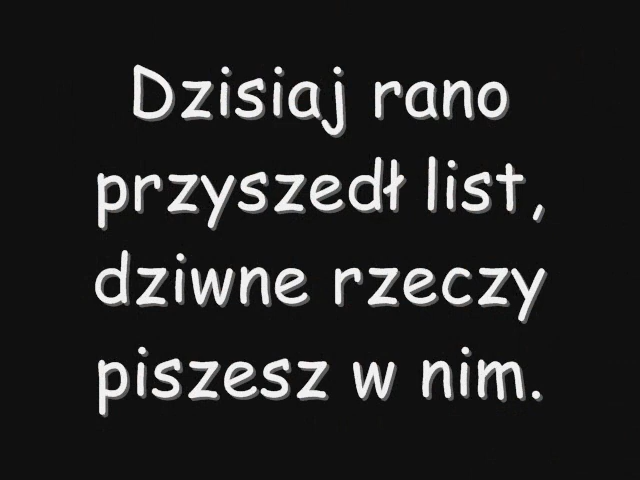 Dzisiaj rano
przyszedł list,
dziwne rzeczy
piszesz w nim.